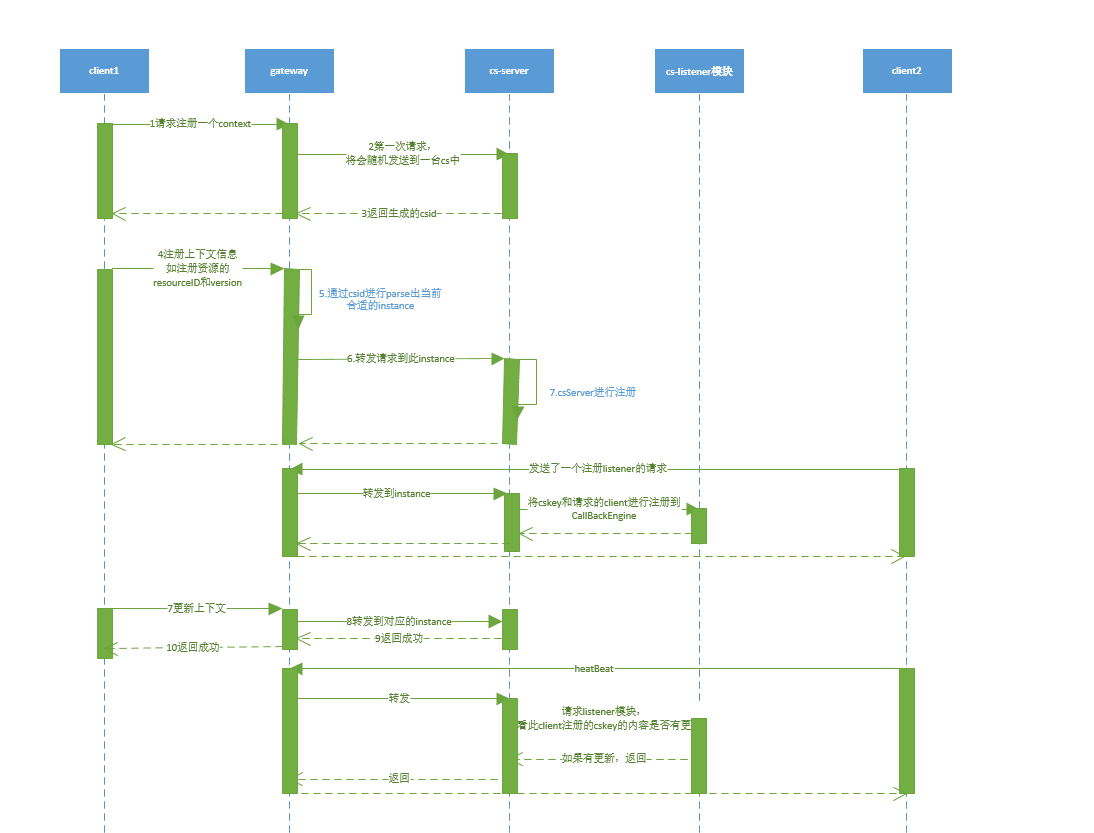 client1
gateway
cs-server
cs-listener模块
client2
1请求注册一个context
2第一次请求，
将会随机发送到一台cs中
3返回生成的csid
4注册上下文信息
如注册资源的
resourceID和version
5.通过csid进行parse出当前
合适的instance
6.转发请求到此instance
7.csServer进行注册
发送了一个注册listener的请求
转发到instance
将cskey和请求的client进行注册到
CallBackEngine
7更新上下文
8转发到对应的instance
9返回成功
10返回成功
heatBeat
转发
请求listener模块，
看此client注册的cskey的内容是否有更
如果有更新，返回
返回